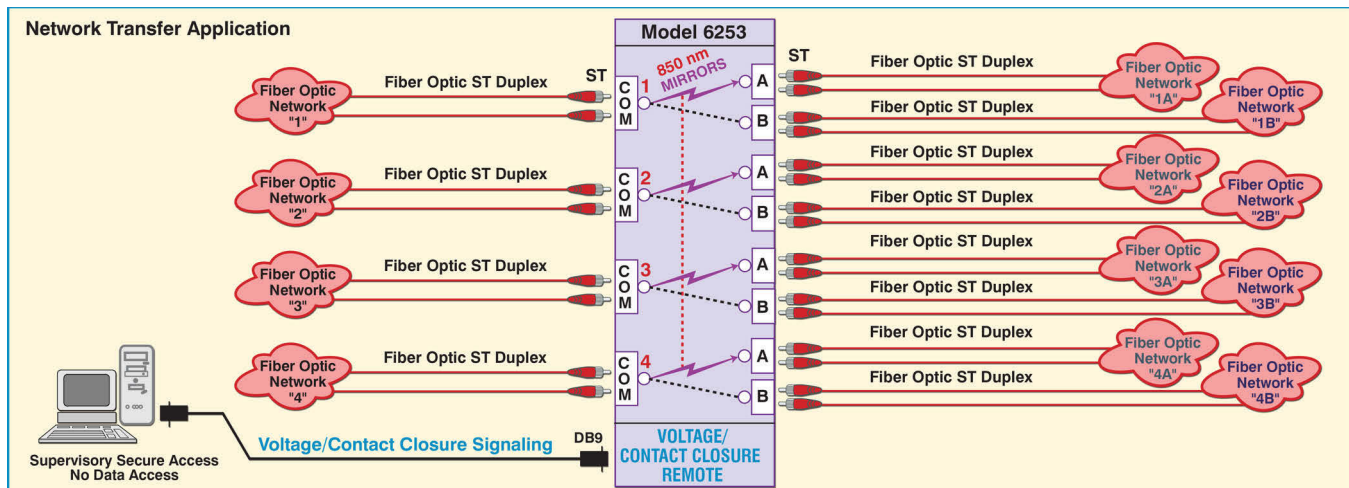 Network Transfer Application
Model 6253
850 nm
MIRRORS
ST
ST
Fiber Optic
Network
"1"
Fiber Optic ST Duplex
COM
1
A
B
Fiber Optic ST Duplex
Fiber Optic
Network
"1A"
Fiber Optic ST Duplex
Fiber Optic
Network
"1B"
Fiber Optic
Network
"2"
Fiber Optic ST Duplex
COM
2
A
B
Fiber Optic ST Duplex
Fiber Optic
Network
"2A"
Fiber Optic ST Duplex
Fiber Optic
Network
"2B"
Fiber Optic
Network
"3"
Fiber Optic ST Duplex
COM
3
A
B
Fiber Optic ST Duplex
Fiber Optic
Network
"3A"
Fiber Optic ST Duplex
Fiber Optic
Network
"3B"
Fiber Optic
Network
"4"
Fiber Optic ST Duplex
COM
4
A
B
Fiber Optic ST Duplex
Fiber Optic
Network
"4A"
Fiber Optic ST Duplex
Fiber Optic
Network
"4B"
Voltage/Contact Closure Signaling
DB9
VOLTAGE/
CONTACT CLOSURE
REMOTE
Supervisory Secure Access
No Data Access